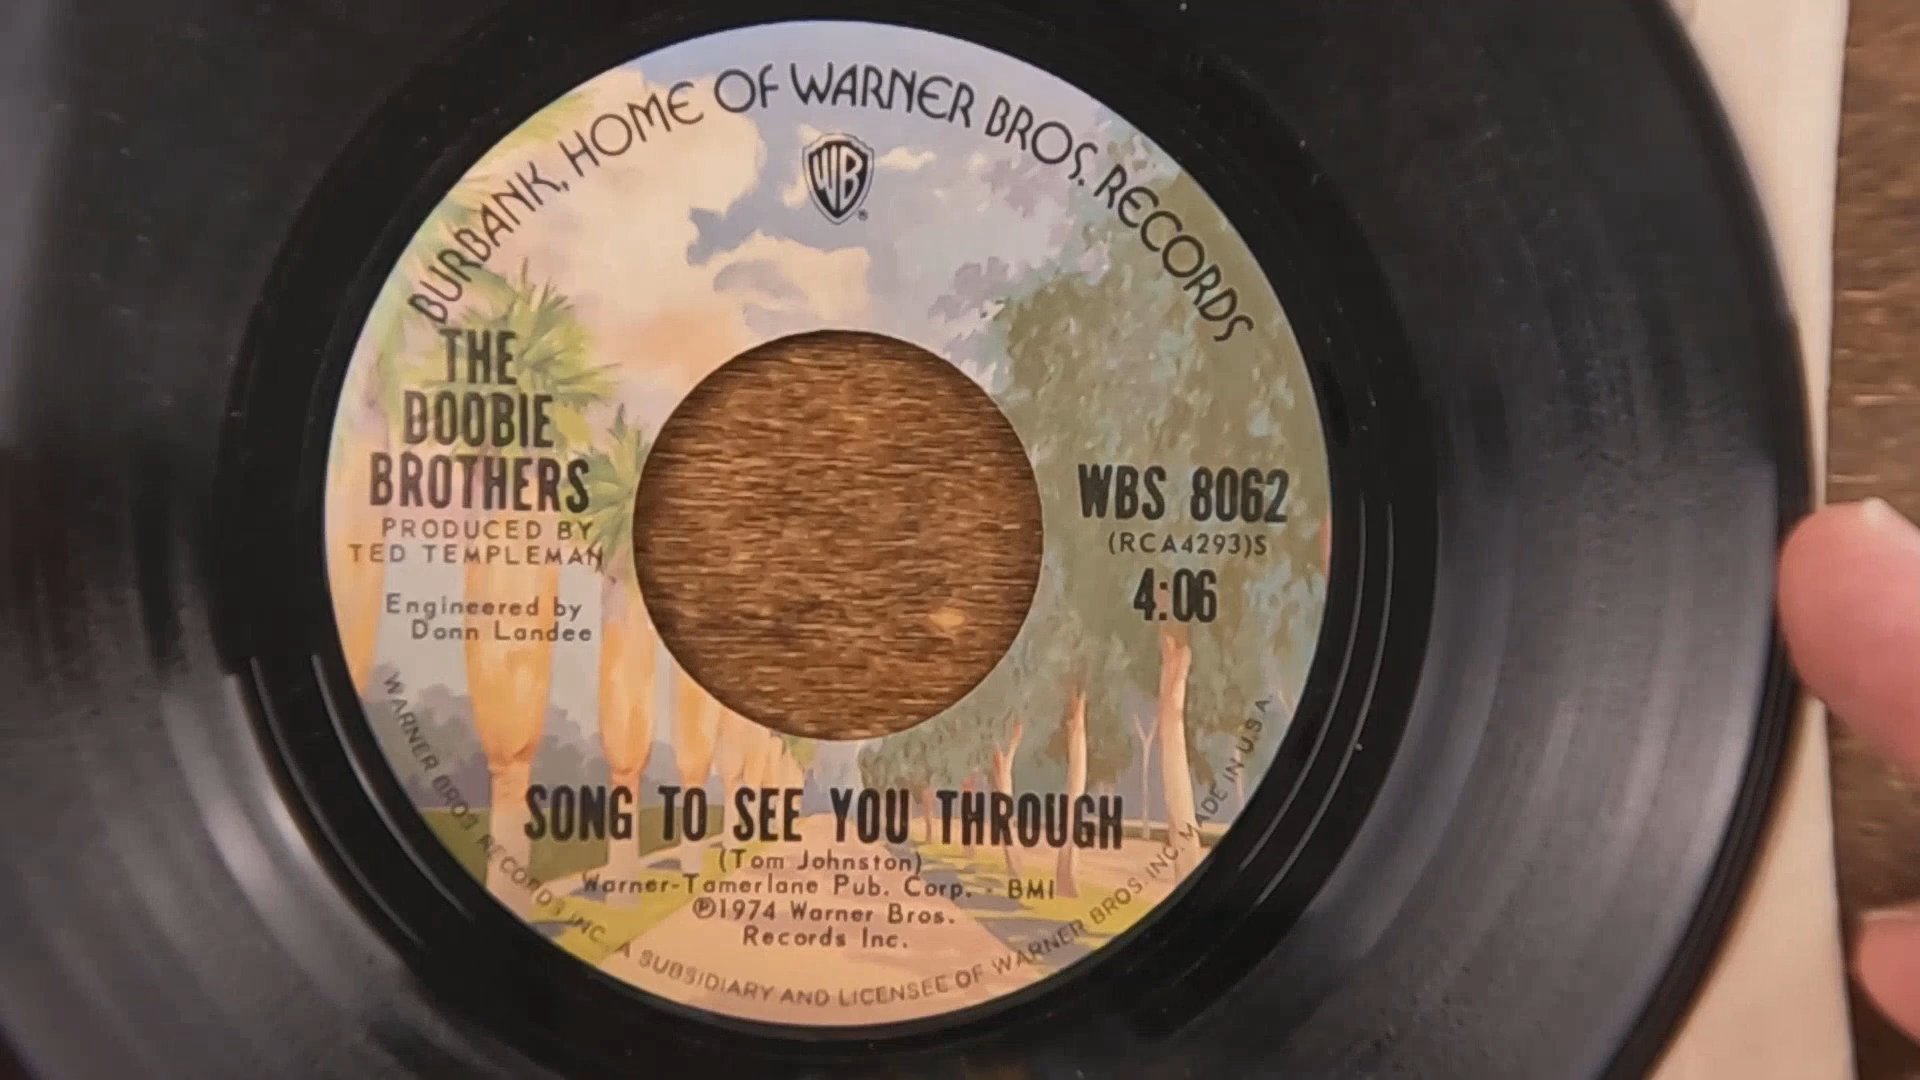 BURBANK, HOME OF WARNER BROS. RECORDS
WB
®
THE
DOOBIE
BROTHERS
PRODUCED BY
TED TEMPLEMAN
Engineered by
Donn Landee
WBS 8062
(RCA4293)S
4:06
SONG TO SEE YOU THROUGH
(Tom Johnston)
Warner-Tamerlane Pub. Corp. - BMI
℗1974 Warner Bros.
Records Inc.
WARNER BROS RECORDS INC. A SUBSIDIARY AND LICENSEE OF WARNER BROS. INC. MADE IN U.S.A.